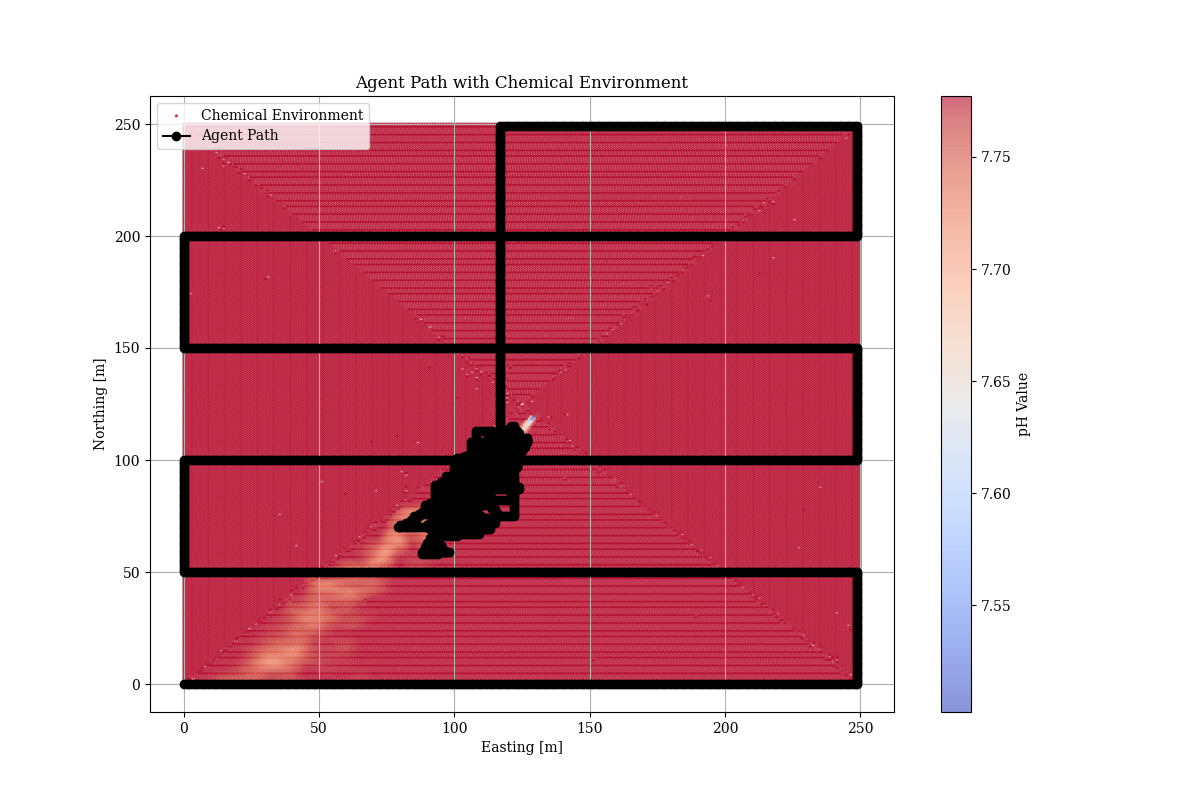 Agent Path with Chemical Environment
Chemical Environment
Agent Path
250
200
150
100
50
0
Northing [m]
0 50 100 150 200 250
Easting [m]
7.75
7.70
7.65
7.60
7.55
pH Value